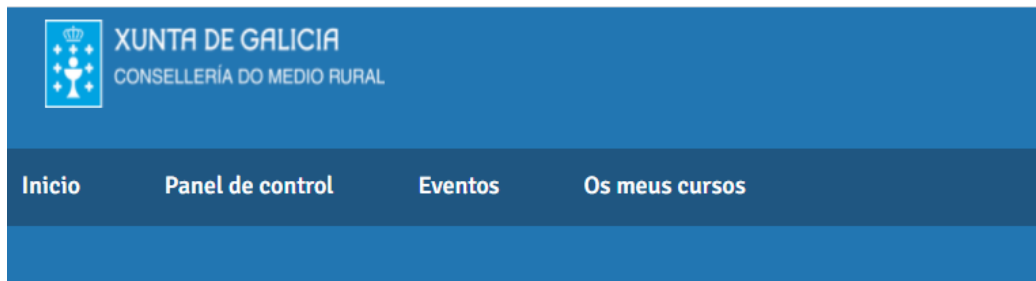 XUNTA DE GALICIA
CONSELLERÍA DO MEDIO RURAL
Inicio Panel de control Eventos Os meus cursos